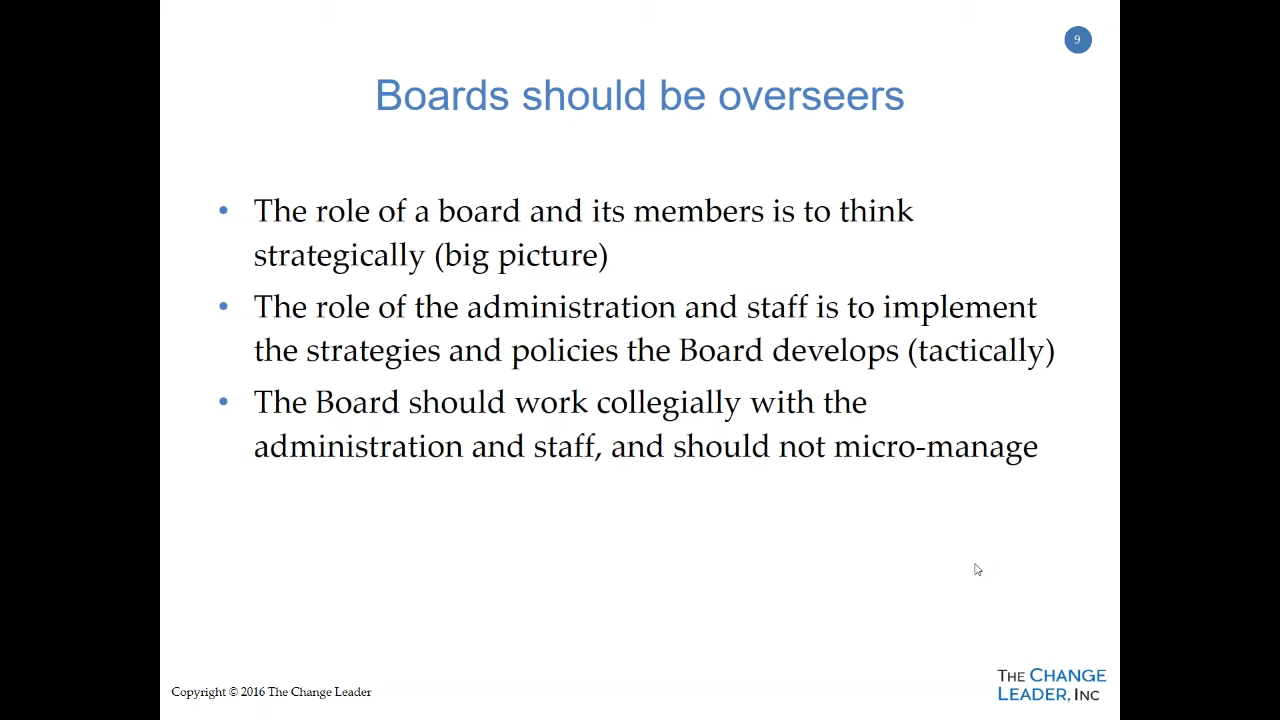 9
Boards should be overseers
• The role of a board and its members is to think
strategically (big picture)
• The role of the administration and staff is to implement
the strategies and policies the Board develops (tactically)
• The Board should work collegially with the
administration and staff, and should not micro-manage
Copyright © 2016 The Change Leader
THE CHANGE
LEADER, INC